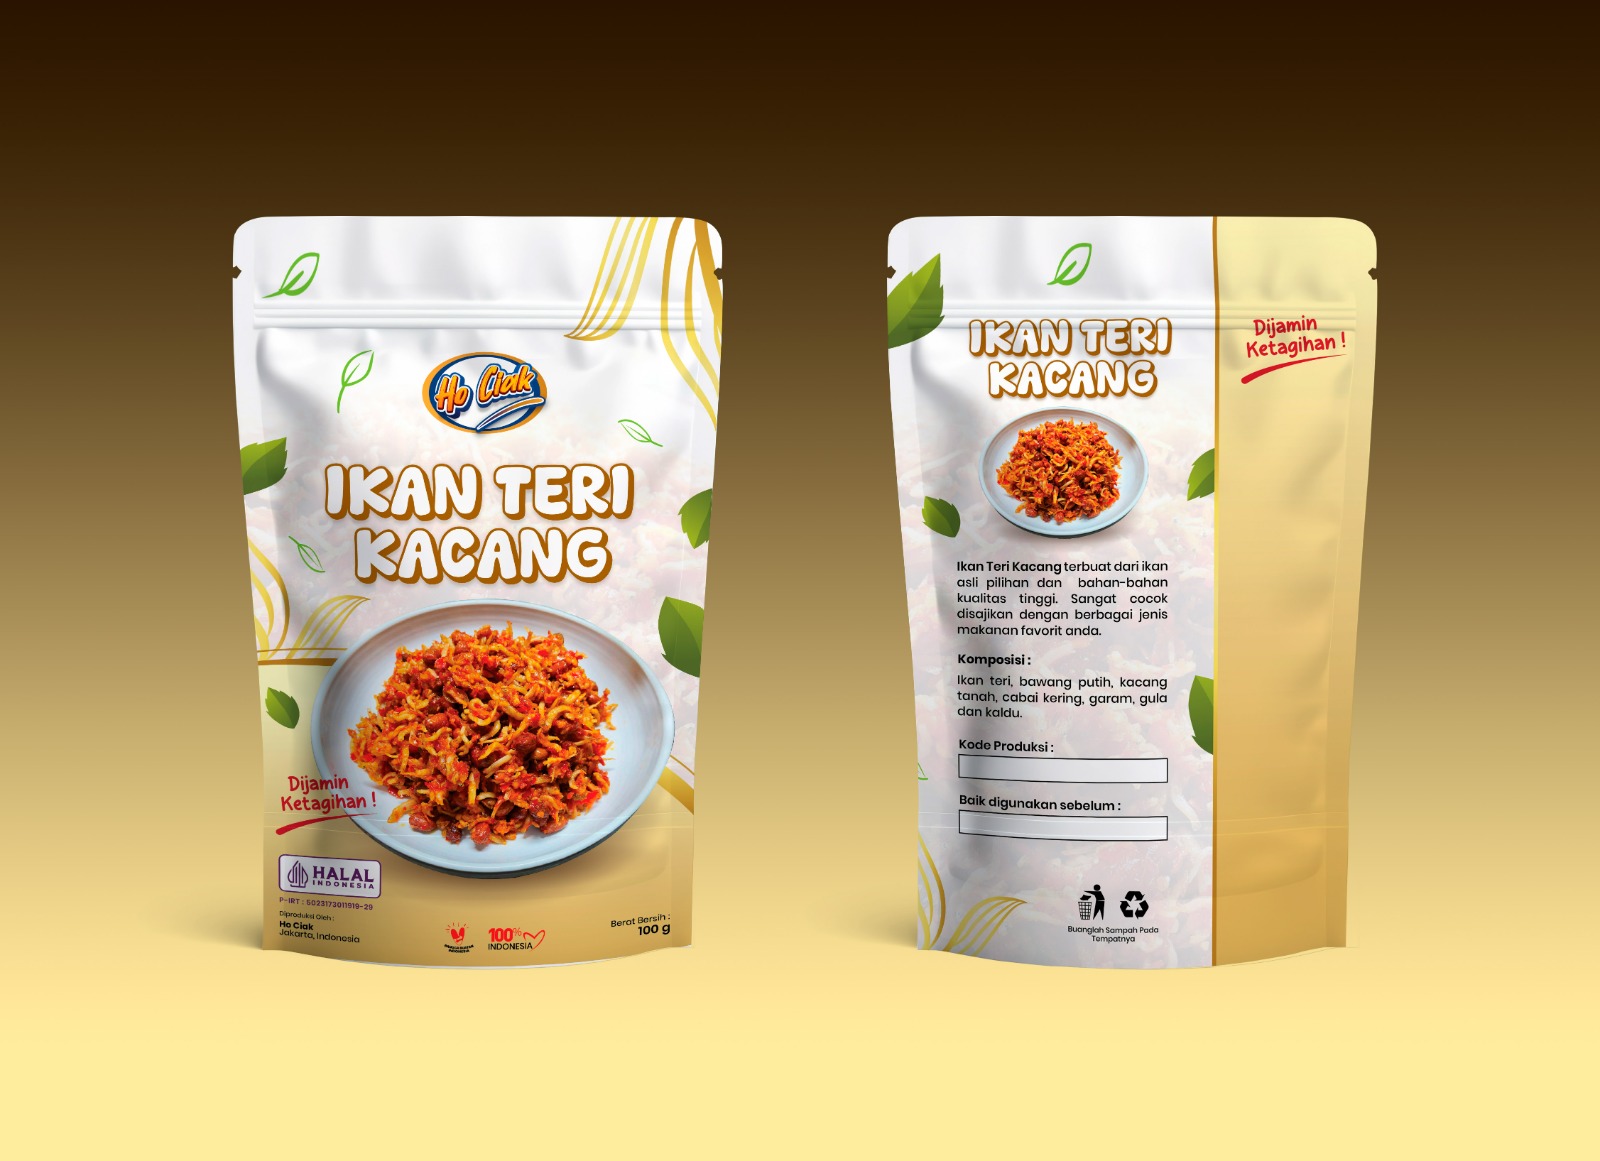 Ho Ciak
IKAN TERI
KACANG
Dijamin
Ketagihan !
HALAL
INDONESIA
P-IRT : 5023173011919-29
Diproduksi Oleh :
Ho Ciak
Jakarta, Indonesia
100%
INDONESIA
Berat Bersih :
100 g
IKAN TERI
KACANG
Ikan Teri Kacang terbuat dari ikan
asli pilihan dan bahan-bahan
kualitas tinggi. Sangat cocok
disajikan dengan berbagai jenis
makanan favorit anda.
Komposisi :
Ikan teri, bawang putih, kacang
tanah, cabai kering, garam, gula
dan kaldu.
Kode Produksi :
Baik digunakan sebelum :
Buanglah Sampah Pada
Tempatnya
Dijamin
Ketagihan !